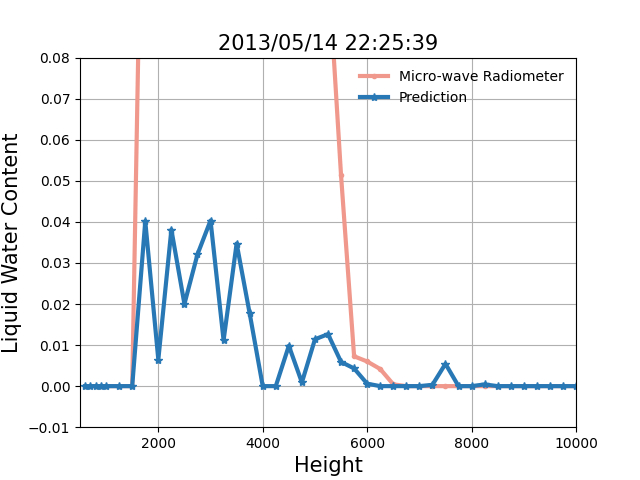 2013/05/14 22:25:39
Micro-wave Radiometer
Prediction
Liquid Water Content
0.08
0.07
0.06
0.05
0.04
0.03
0.02
0.01
0.00
−0.01
2000 4000 6000 8000 10000
Height